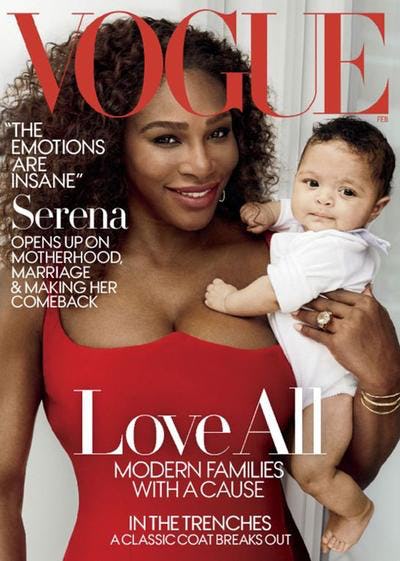 VOGUE
FEB
"THE
EMOTIONS
ARE
INSANE"
Serena
OPENS UP ON
MOTHERHOOD,
MARRIAGE
& MAKING HER
COMEBACK
Love All
MODERN FAMILIES
WITH A CAUSE
IN THE TRENCHES
A CLASSIC COAT BREAKS OUT